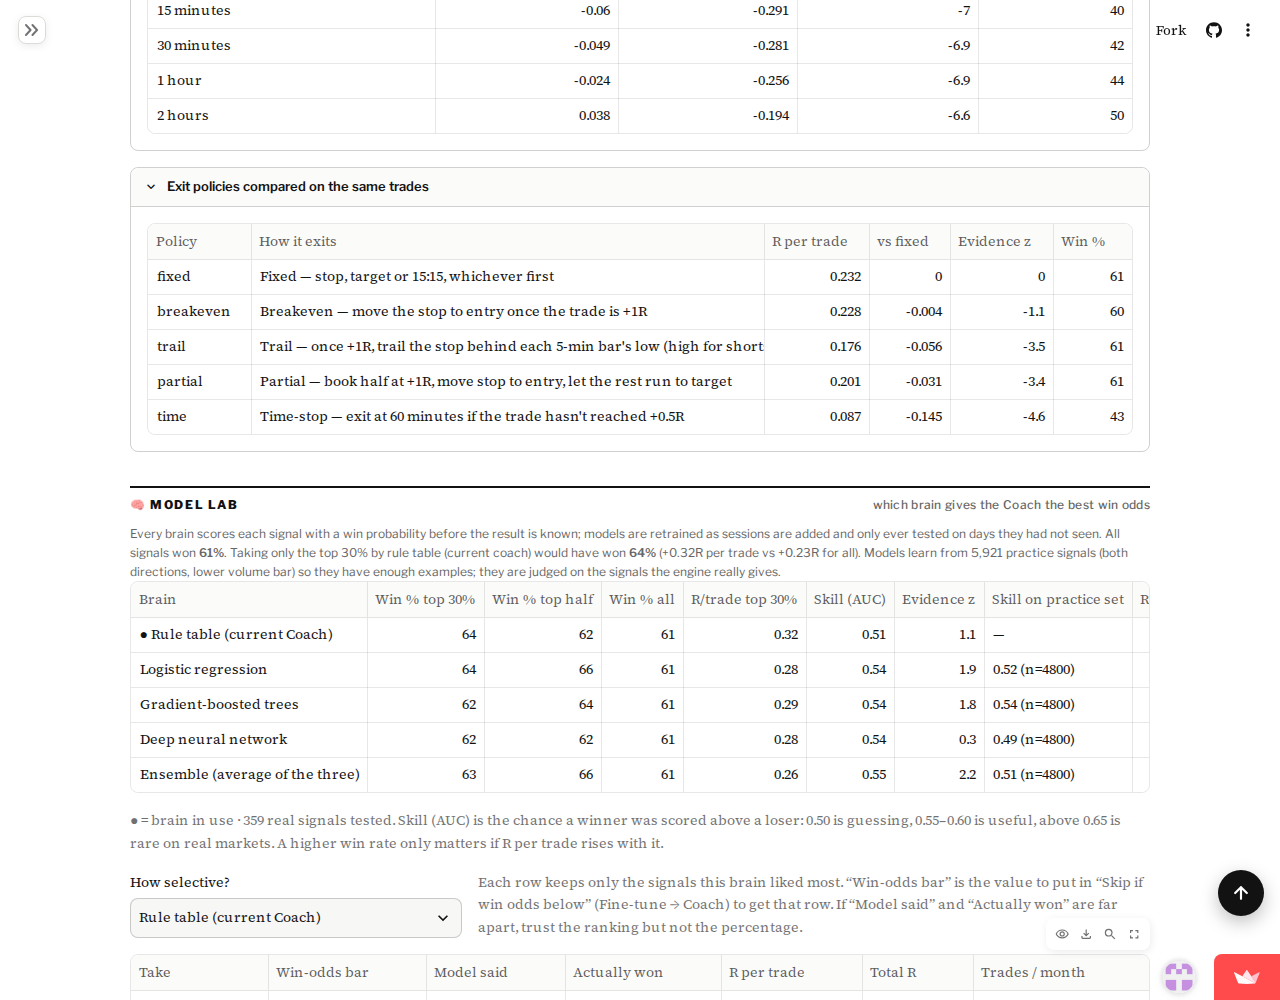 15 minutes -0.06 -0.291 -7 40
Fork
30 minutes -0.049 -0.281 -6.9 42
1 hour -0.024 -0.256 -6.9 44
2 hours 0.038 -0.194 -6.6 50
Exit policies compared on the same trades
Policy How it exits R per trade vs fixed Evidence z Win %
fixed Fixed — stop, target or 15:15, whichever first 0.232 0 0 61
breakeven Breakeven — move the stop to entry once the trade is +1R 0.228 -0.004 -1.1 60
trail Trail — once +1R, trail the stop behind each 5-min bar's low (high for short 0.176 -0.056 -3.5 61
partial Partial — book half at +1R, move stop to entry, let the rest run to target 0.201 -0.031 -3.4 61
time Time-stop — exit at 60 minutes if the trade hasn't reached +0.5R 0.087 -0.145 -4.6 43
🧠 MODEL LAB which brain gives the Coach the best win odds
Every brain scores each signal with a win probability before the result is known; models are retrained as sessions are added and only ever tested on days they had not seen. All
signals won 61%. Taking only the top 30% by rule table (current coach) would have won 64% (+0.32R per trade vs +0.23R for all). Models learn from 5,921 practice signals (both
directions, lower volume bar) so they have enough examples; they are judged on the signals the engine really gives.
Brain Win % top 30% Win % top half Win % all R/trade top 30% Skill (AUC) Evidence z Skill on practice set R
● Rule table (current Coach) 64 62 61 0.32 0.51 1.1 —
Logistic regression 64 66 61 0.28 0.54 1.9 0.52 (n=4800)
Gradient-boosted trees 62 64 61 0.29 0.54 1.8 0.54 (n=4800)
Deep neural network 62 62 61 0.28 0.54 0.3 0.49 (n=4800)
Ensemble (average of the three) 63 66 61 0.26 0.55 2.2 0.51 (n=4800)
● = brain in use · 359 real signals tested. Skill (AUC) is the chance a winner was scored above a loser: 0.50 is guessing, 0.55–0.60 is useful, above 0.65 is
rare on real markets. A higher win rate only matters if R per trade rises with it.
How selective?
Rule table (current Coach)
Each row keeps only the signals this brain liked most. “Win-odds bar” is the value to put in “Skip if
win odds below” (Fine-tune → Coach) to get that row. If “Model said” and “Actually won” are far
apart, trust the ranking but not the percentage.
Take Win-odds bar Model said Actually won R per trade Total R Trades / month